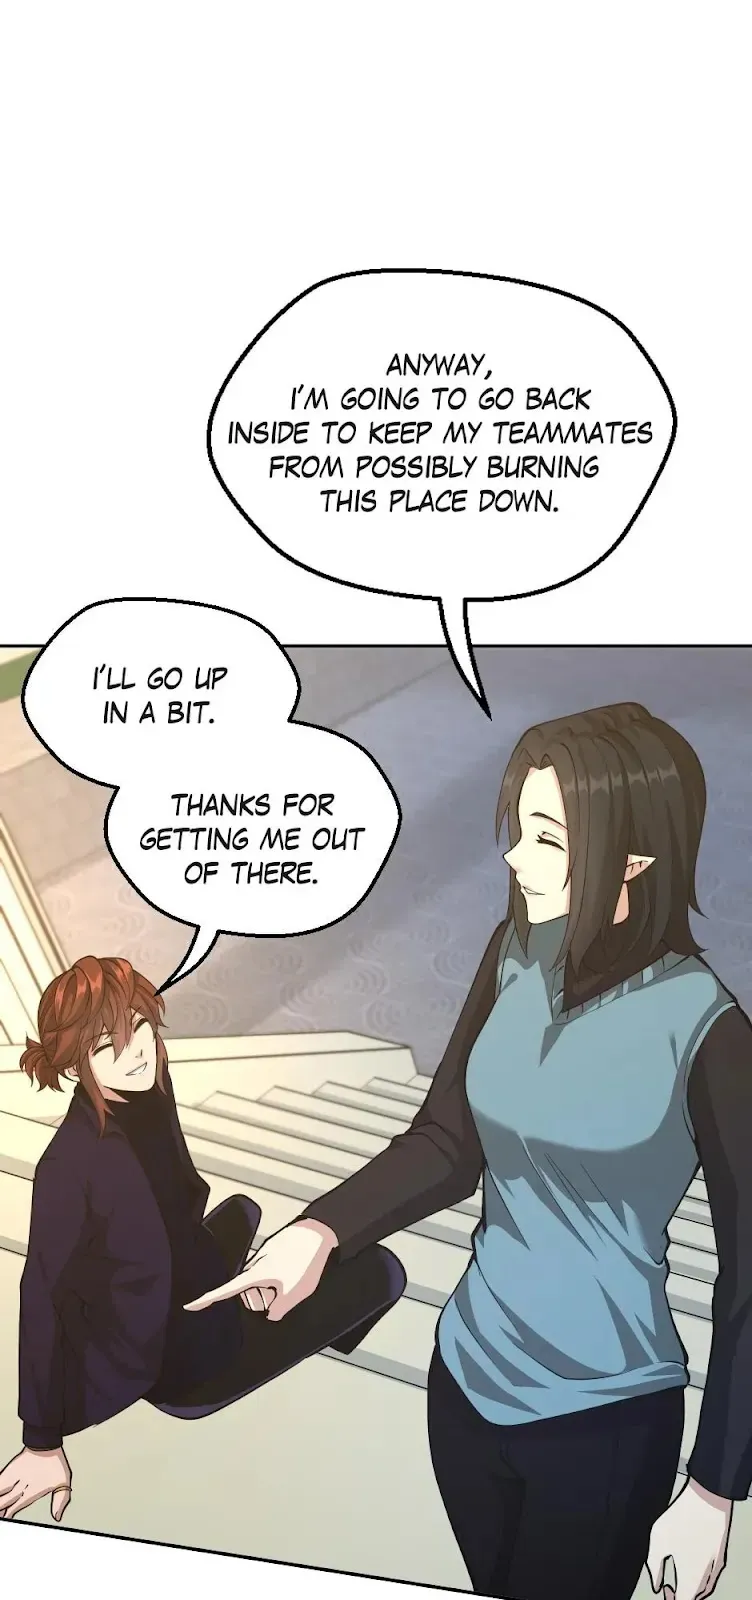 ANYWAY,
I'M GOING TO GO BACK
INSIDE TO KEEP MY TEAMMATES
FROM POSSIBLY BURNING
THIS PLACE DOWN.
I'LL GO UP
IN A BIT.
THANKS FOR
GETTING ME OUT
OF THERE.